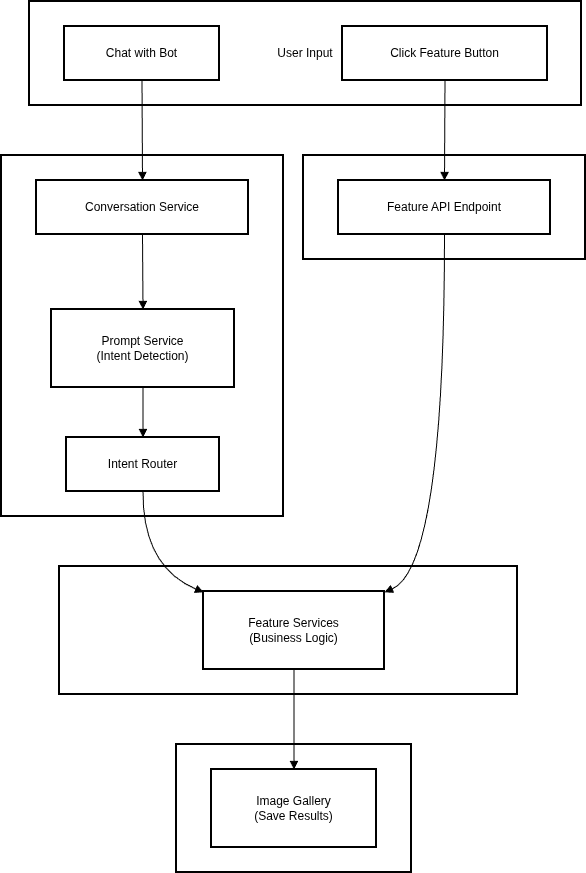 Chat with Bot
User Input
Click Feature Button
Conversation Service
Feature API Endpoint
Prompt Service
(Intent Detection)
Intent Router
Feature Services
(Business Logic)
Image Gallery
(Save Results)